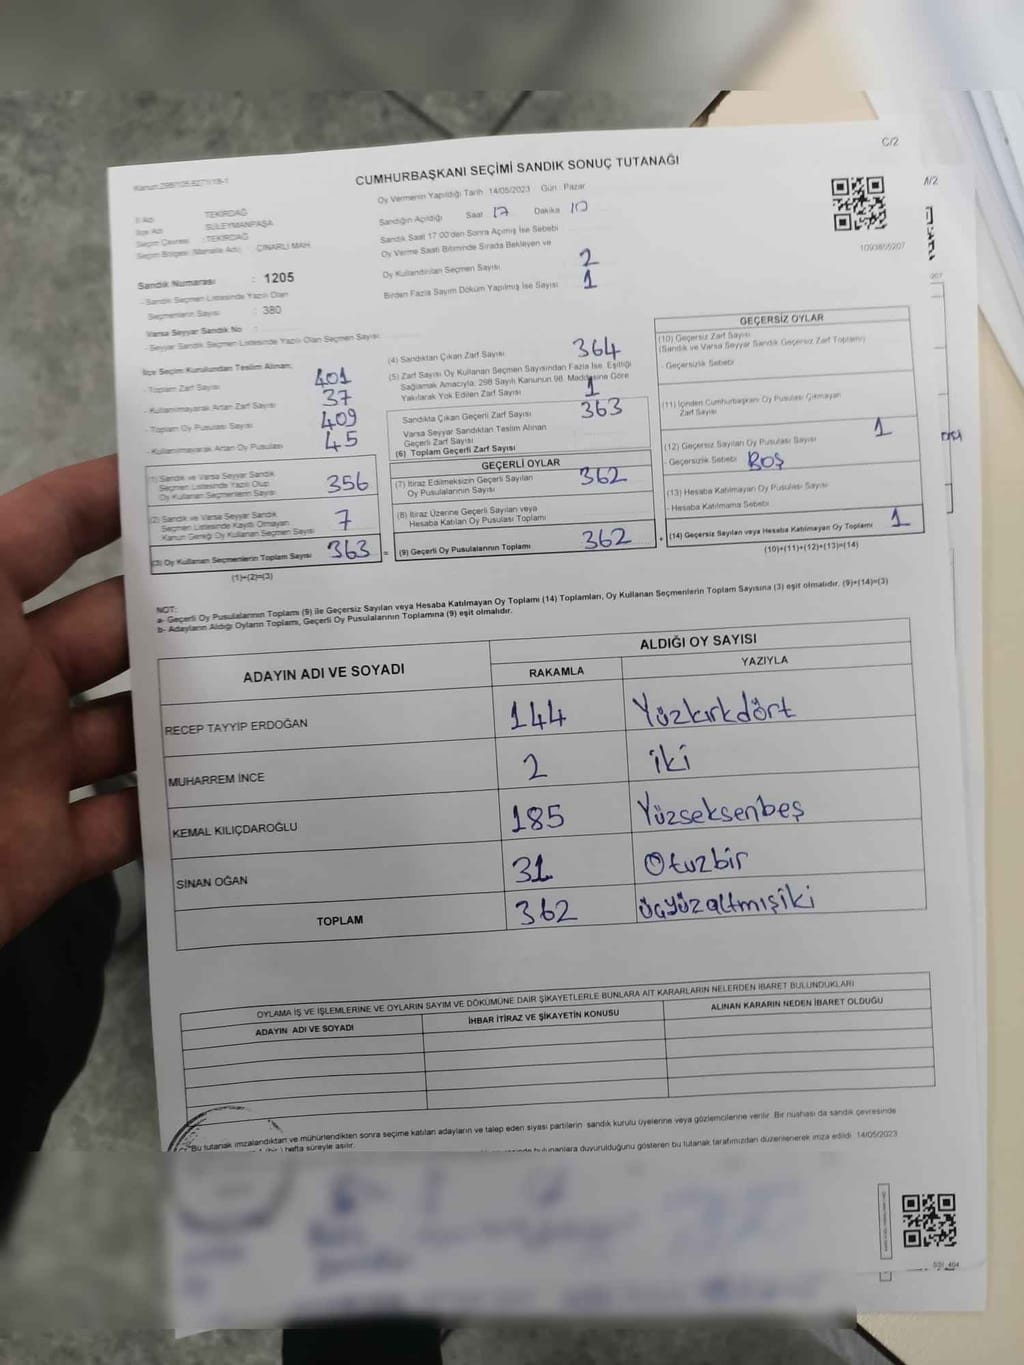 C/2
Kanun:298/105-6271/18-1
CUMHURBAŞKANI SEÇİMİ SANDIK SONUÇ TUTANAĞI
İl Adı : TEKİRDAĞ
İlçe Adı : SÜLEYMANPAŞA
Seçim Çevresi : TEKİRDAĞ
Seçim Bölgesi (Mahalle Adı) : ÇINARLI MAH
Sandık Numarası : 1205
- Sandık Seçmen Listesinde Yazılı Olan
Seçmenlerin Sayısı : 380
Varsa Seyyar Sandık No :
- Seyyar Sandık Seçmen Listesinde Yazılı Olan Seçmen Sayısı:
Oy Vermenin Yapıldığı Tarih 14/05/2023 Gün Pazar
Sandığın Açıldığı Saat 17 Dakika 10
Sandık Saat 17:00'den Sonra Açılmış İse Sebebi
Oy Verme Saati Bitiminde Sırada Bekleyen ve
Oy Kullandırılan Seçmen Sayısı 2
Birden Fazla Sayım Döküm Yapılmış İse Sayısı 1
1093855207
A/2
İlçe Seçim Kurulundan Teslim Alınan;
- Toplam Zarf Sayısı 401
- Kullanılmayarak Artan Zarf Sayısı 37
- Toplam Oy Pusulası 409
- Kullanılmayarak Artan Oy Pusulası 45
(1) Sandık ve Varsa Seyyar Sandık
Seçmen Listesinde Yazılı Olup
Oy Kullanan Seçmenlerin Sayısı 356
(2) Sandık ve Varsa Seyyar Sandık
Seçmen Listesinde Kayıtlı Olmayan
Kanun Gereği Oy Kullanan Seçmen Sayısı 7
(3) Oy Kullanan Seçmenlerin Toplam Sayısı 363 =
(1)+(2)=(3)
(4) Sandıktan Çıkan Zarf Sayısı 364
(5) Zarf Sayısı Oy Kullanan Seçmen Sayısından Fazla İse, Eşitliği
Sağlamak Amacıyla, 298 Sayılı Kanunun 98. Maddesine Göre
Yakılarak Yok Edilen Zarf Sayısı 1
Sandıkta Çıkan Geçerli Zarf Sayısı 363
Varsa Seyyar Sandıktan Teslim Alınan
Geçerli Zarf Sayısı
(6) Toplam Geçerli Zarf Sayısı
GEÇERLİ OYLAR
(7) İtiraz Edilmeksizin Geçerli Sayılan
Oy Pusulalarının Sayısı 362
(8) İtiraz Üzerine Geçerli Sayılan veya
Hesaba Katılan Oy Pusulası Toplamı
(9) Geçerli Oy Pusulalarının Toplamı 362 +
GEÇERSİZ OYLAR
(10) Geçersiz Zarf Sayısı
(Sandık ve Varsa Seyyar Sandık Geçersiz Zarf Toplamı)
- Geçersizlik Sebebi
(11) İçinden Cumhurbaşkanı Oy Pusulası Çıkmayan
Zarf Sayısı
(12) Geçersiz Sayılan Oy Pusulası Sayısı 1
- Geçersizlik Sebebi BOŞ
(13) Hesaba Katılmayan Oy Pusulası Sayısı
- Hesaba Katılmama Sebebi
(14) Geçersiz Sayılan veya Hesaba Katılmayan Oy Toplamı 1
(10)+(11)+(12)+(13)=(14)
NOT:
a- Geçerli Oy Pusulalarının Toplamı (9) ile Geçersiz Sayılan veya Hesaba Katılmayan Oy Toplamı (14) Toplamları, Oy Kullanan Seçmenlerin Toplam Sayısına (3) eşit olmalıdır. (9)+(14)=(3)
b- Adayların Aldığı Oyların Toplamı, Geçerli Oy Pusulalarının Toplamına (9) eşit olmalıdır.
ADAYIN ADI VE SOYADI
ALDIĞI OY SAYISI
RAKAMLA YAZIYLA
RECEP TAYYİP ERDOĞAN 144 Yüzkırkdört
MUHARREM İNCE 2 iki
KEMAL KILIÇDAROĞLU 185 Yüzseksenbeş
SİNAN OĞAN 31 Otuzbir
TOPLAM 362 üçyüzaltmışiki
OYLAMA İŞ VE İŞLEMLERİNE VE OYLARIN SAYIM VE DÖKÜMÜNE DAİR ŞİKAYETLERLE BUNLARA AİT KARARLARIN NELERDEN İBARET BULUNDUKLARI
ADAYIN ADI VE SOYADI İHBAR İTİRAZ VE ŞİKAYETİN KONUSU ALINAN KARARIN NEDEN İBARET OLDUĞU
Bu tutanak imzalandıktan ve mühürlendikten sonra seçime katılan adayların ve talep eden siyasi partilerin sandık kurulu üyelerine veya gözlemcilerine verilir. Bir nüshası da sandık çevresinde
hafta süreyle asılır.
bulunanlara duyurulduğunu gösteren bu tutanak tarafımızdan düzenlenerek imza edildi. 14/05/2023